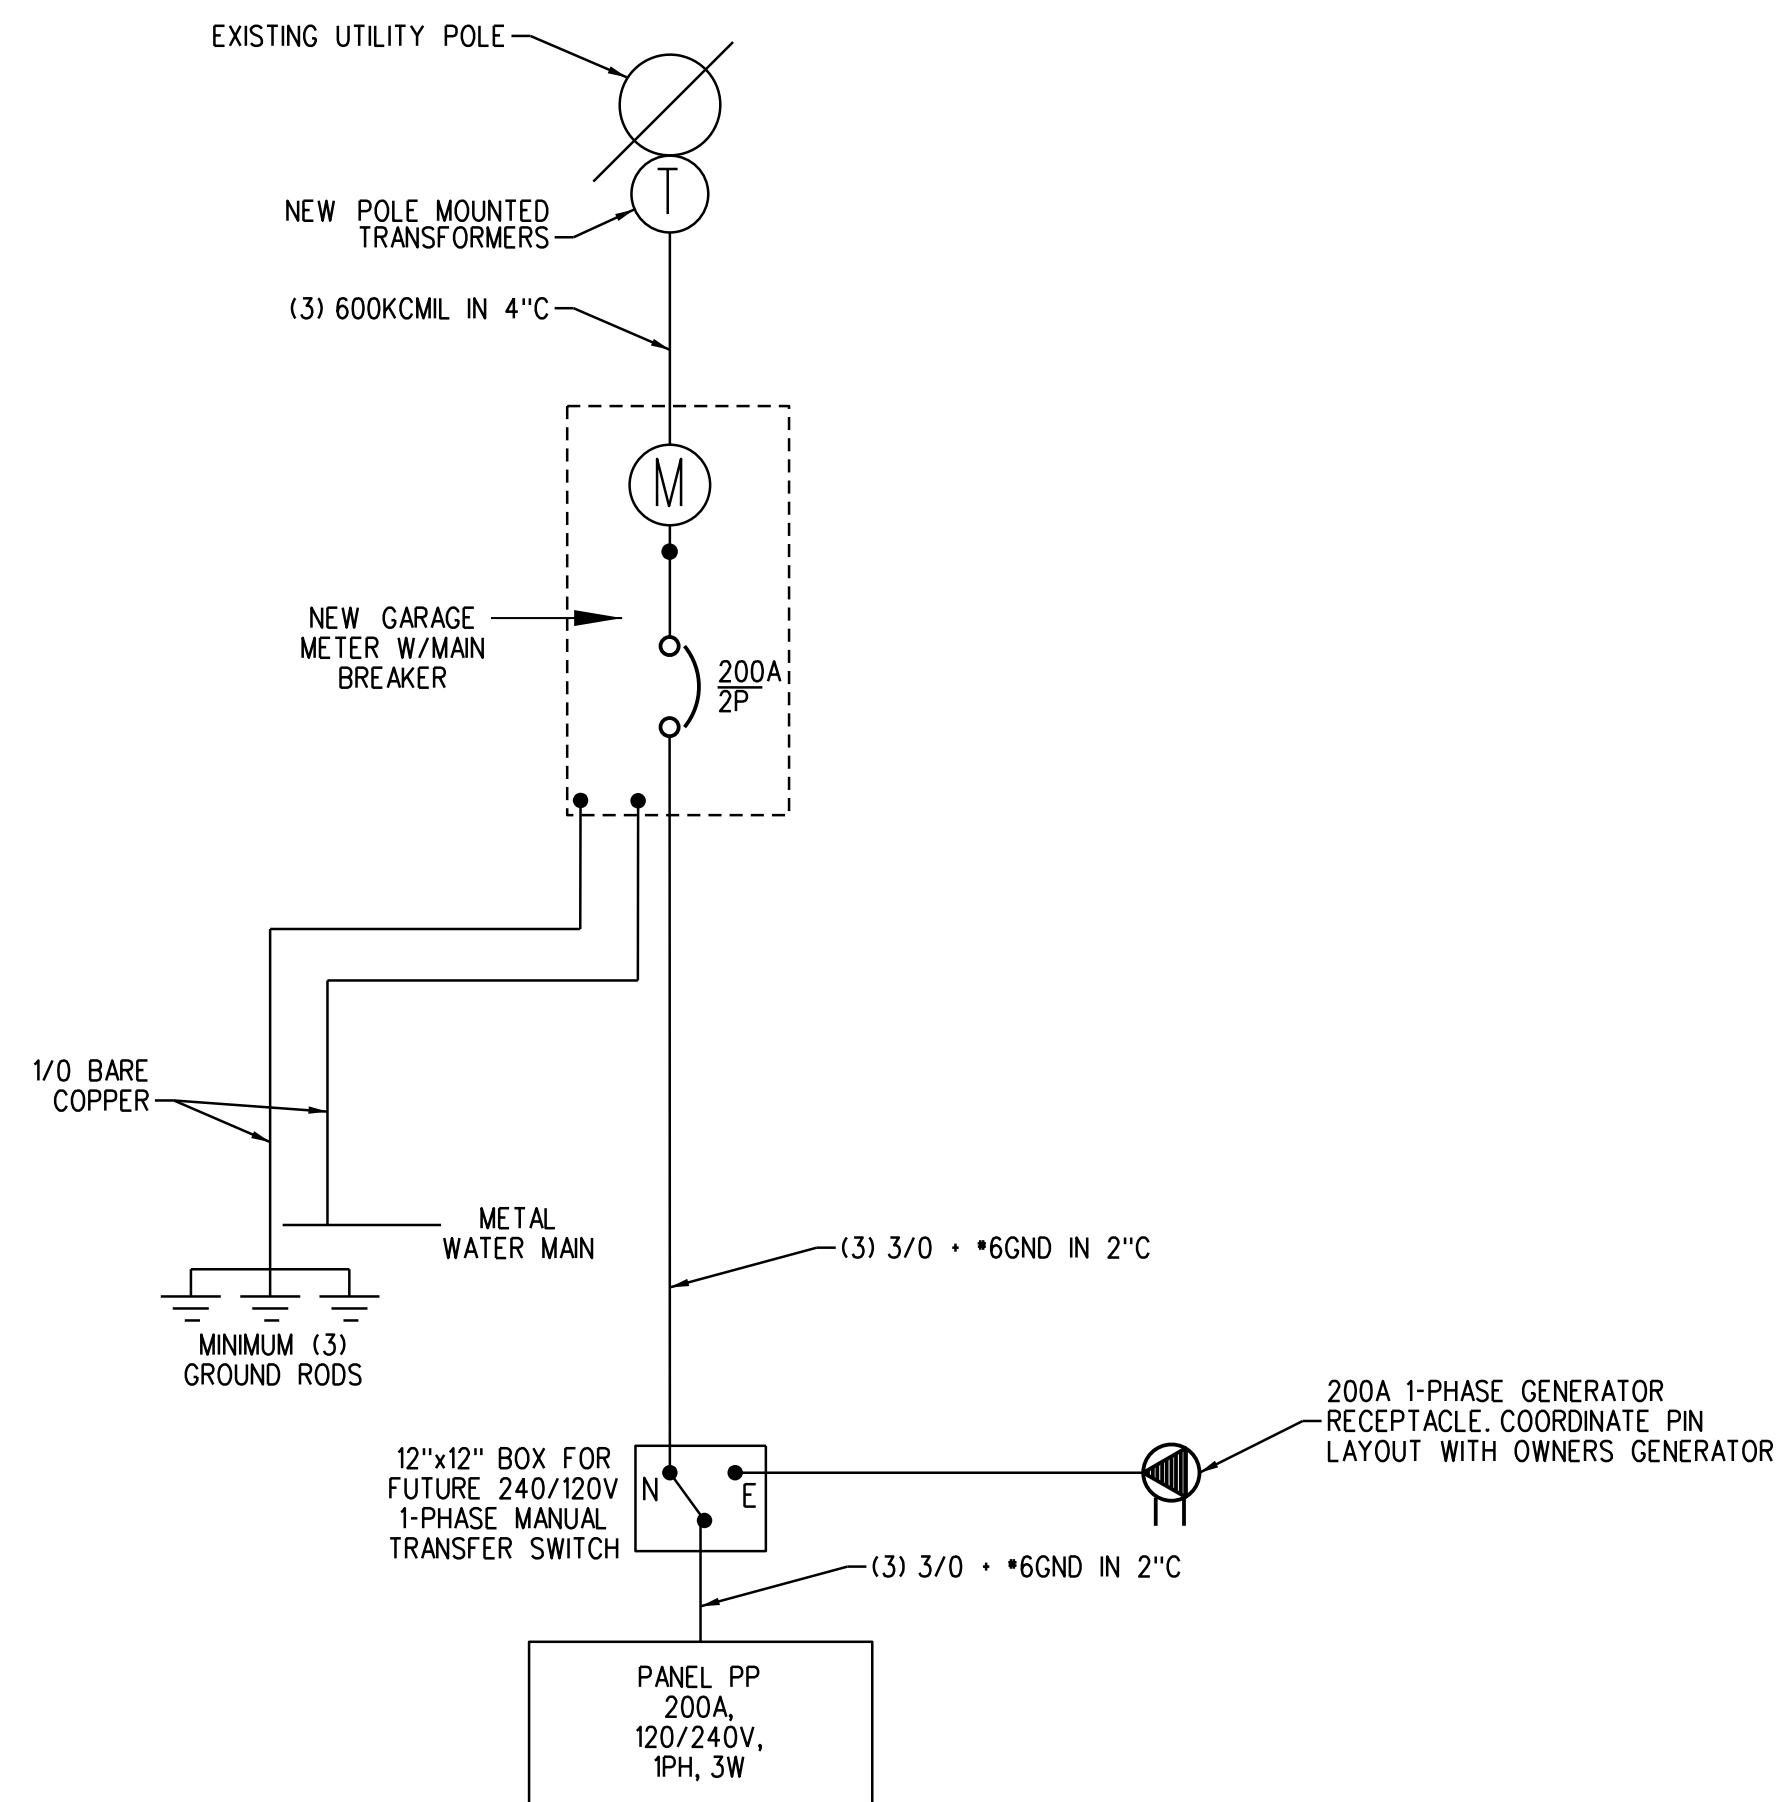 EXISTING UTILITY POLE
T
NEW POLE MOUNTED
TRANSFORMERS
(3) 600KCMIL IN 4"C
M
NEW GARAGE
METER W/MAIN
BREAKER
200A
2P
1/0 BARE
COPPER
METAL
WATER MAIN
(3) 3/0 + #6GND IN 2"C
MINIMUM (3)
GROUND RODS
200A 1-PHASE GENERATOR
RECEPTACLE. COORDINATE PIN
LAYOUT WITH OWNERS GENERATOR
12"x12" BOX FOR
FUTURE 240/120V
1-PHASE MANUAL
TRANSFER SWITCH
N
E
(3) 3/0 + #6GND IN 2"C
PANEL PP
200A,
120/240V,
1PH, 3W